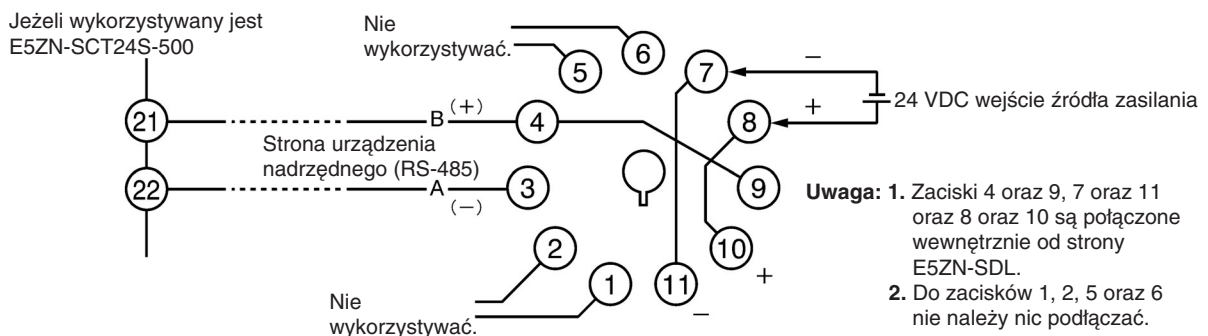 Jeżeli wykorzystywany jest
E5ZN-SCT24S-500
Nie
wykorzystywać.
6
5
7
–
24 VDC wejście źródła zasilania
+
8
21
B (+)
4
Strona urządzenia
nadrzędnego (RS-485)
22
A
(–)
3
9
Uwaga: 1. Zaciski 4 oraz 9, 7 oraz 11
oraz 8 oraz 10 są połączone
wewnętrznie od strony
E5ZN-SDL.
2. Do zacisków 1, 2, 5 oraz 6
nie należy nic podłączać.
2
10
+
1
11
–
Nie
wykorzystywać.